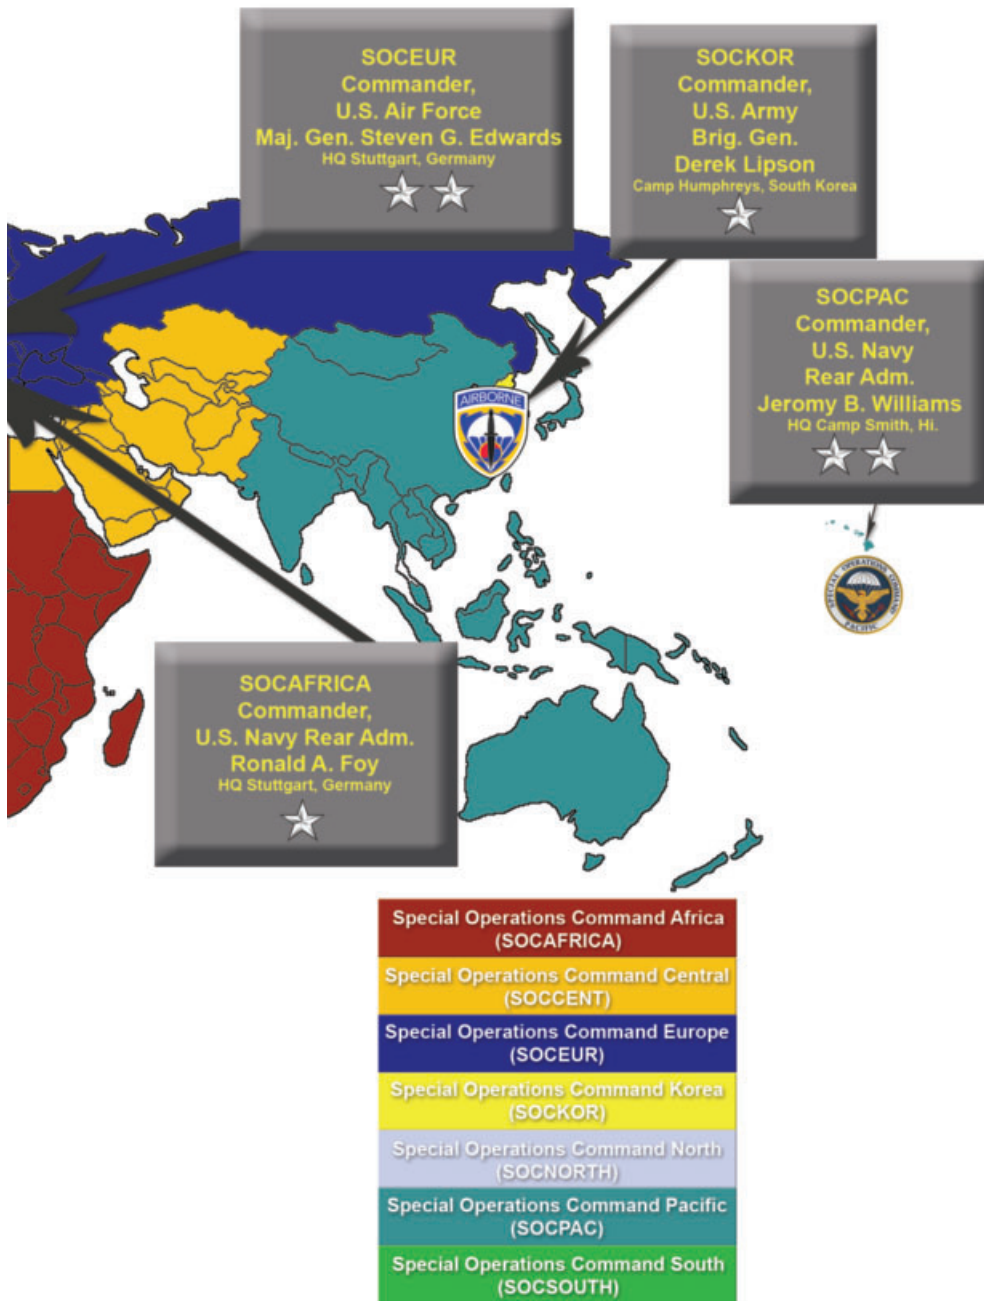 SOCEUR
Commander,
U.S. Air Force
Maj. Gen. Steven G. Edwards
HQ Stuttgart, Germany
SOCKOR
Commander,
U.S. Army
Brig. Gen.
Derek Lipson
Camp Humphreys, South Korea
SOCPAC
Commander,
U.S. Navy
Rear Adm.
Jeromy B. Williams
HQ Camp Smith, Hi.
AIRBORNE
SPECIAL OPERATIONS COMMAND
PACIFIC
SOCAFRICA
Commander,
U.S. Navy Rear Adm.
Ronald A. Foy
HQ Stuttgart, Germany
Special Operations Command Africa
(SOCAFRICA)
Special Operations Command Central
(SOCCENT)
Special Operations Command Europe
(SOCEUR)
Special Operations Command Korea
(SOCKOR)
Special Operations Command North
(SOCNORTH)
Special Operations Command Pacific
(SOCPAC)
Special Operations Command South
(SOCSOUTH)